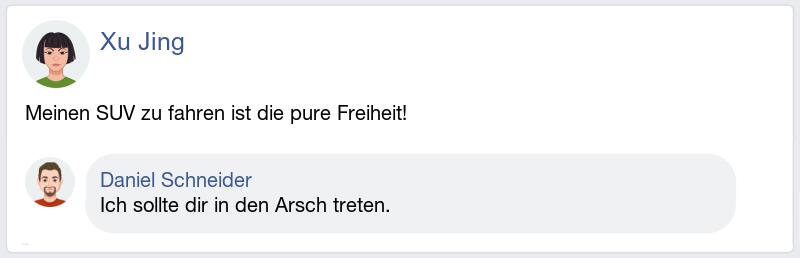 Xu Jing
Meinen SUV zu fahren ist die pure Freiheit!
Daniel Schneider
Ich sollte dir in den Arsch treten.